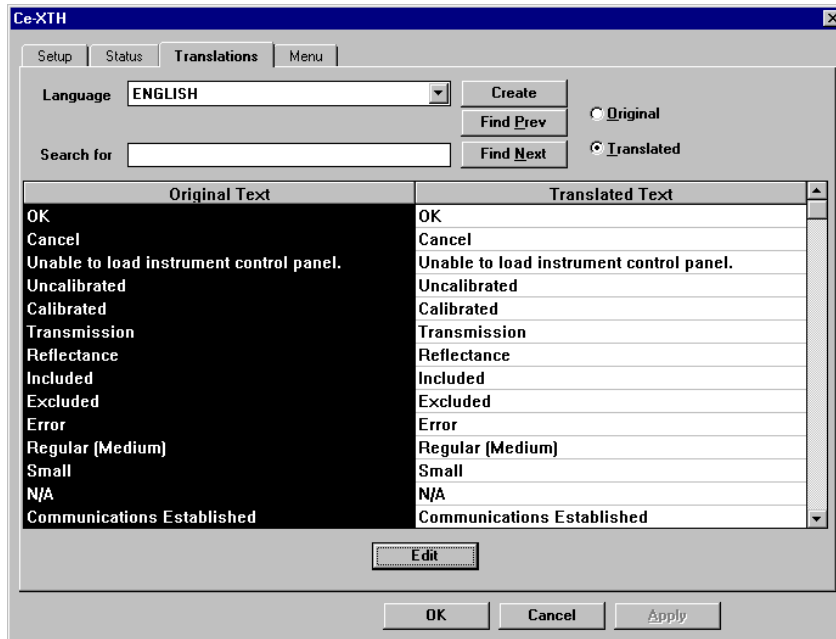 Ce-XTH
Setup Status Translations Menu
Language ENGLISH Create
Find Prev Original
Search for Find Next Translated
Original Text Translated Text
OK OK
Cancel Cancel
Unable to load instrument control panel. Unable to load instrument control panel.
Uncalibrated Uncalibrated
Calibrated Calibrated
Transmission Transmission
Reflectance Reflectance
Included Included
Excluded Excluded
Error Error
Regular (Medium) Regular (Medium)
Small Small
N/A N/A
Communications Established Communications Established
Edit
OK Cancel Apply